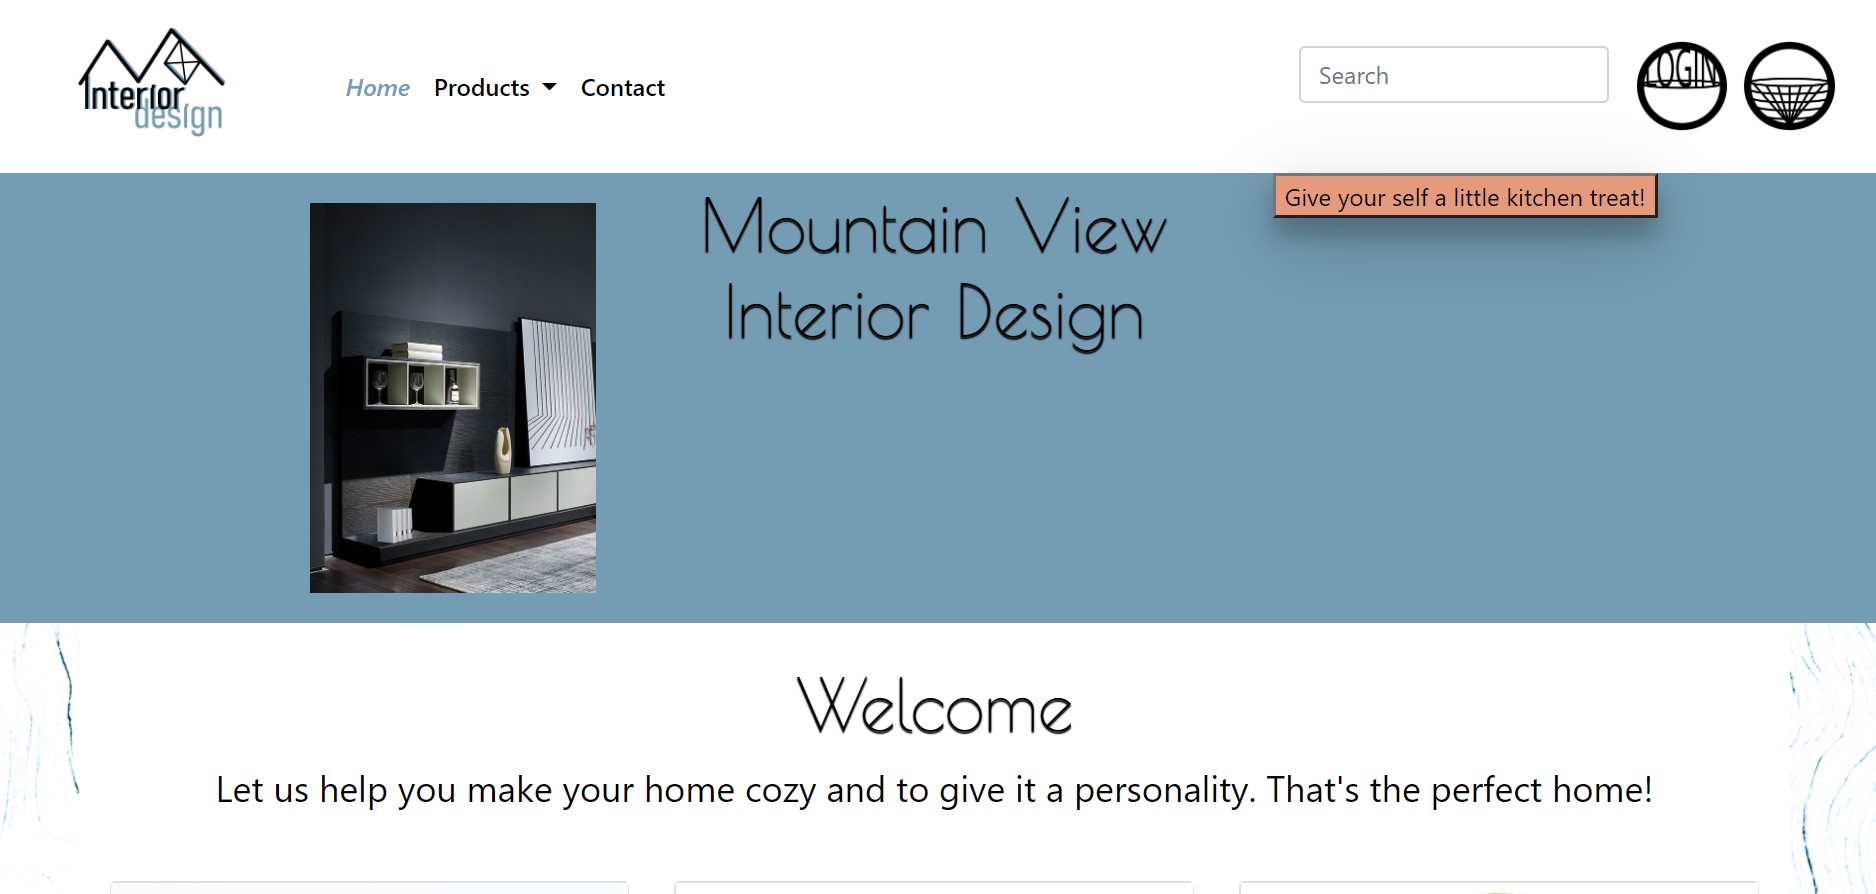 Interior
design
Home Products Contact
Search
LOGIN
Give your self a little kitchen treat!
Mountain View
Interior Design
Welcome
Let us help you make your home cozy and to give it a personality. That's the perfect home!